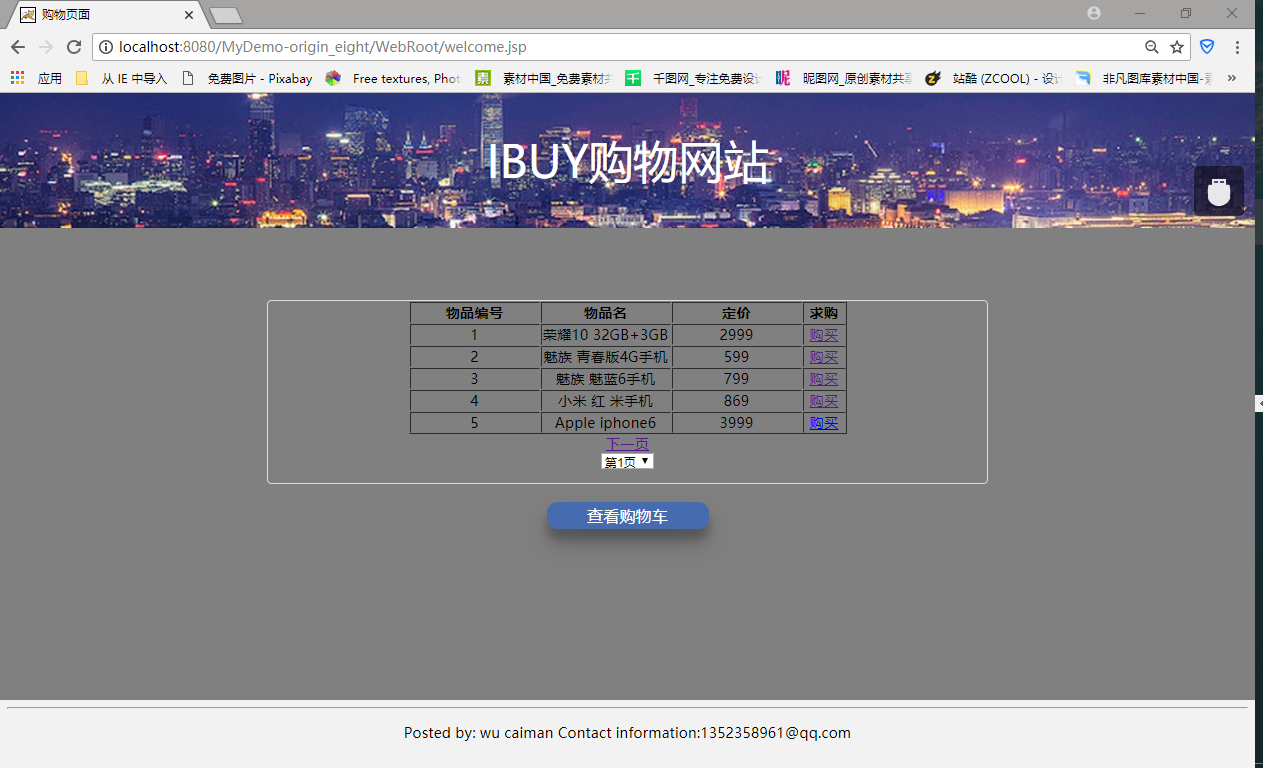 购物页面
localhost:8080/MyDemo-origin_eight/WebRoot/welcome.jsp
应用 从 IE 中导入 免费图片 - Pixabay Free textures, Phot 素材中国_免费素材 千图网_专注免费设 昵图网_原创素材共 站酷 (ZCOOL) - 设 非凡图库素材中国-
IBUY购物网站
物品编号 物品名 定价 求购
1 荣耀10 32GB+3GB 2999 购买
2 魅族 青春版4G手机 599 购买
3 魅族 魅蓝6手机 799 购买
4 小米 红 米手机 869 购买
5 Apple iphone6 3999 购买
下一页
第1页
查看购物车
Posted by: wu caiman Contact information:1352358961@qq.com